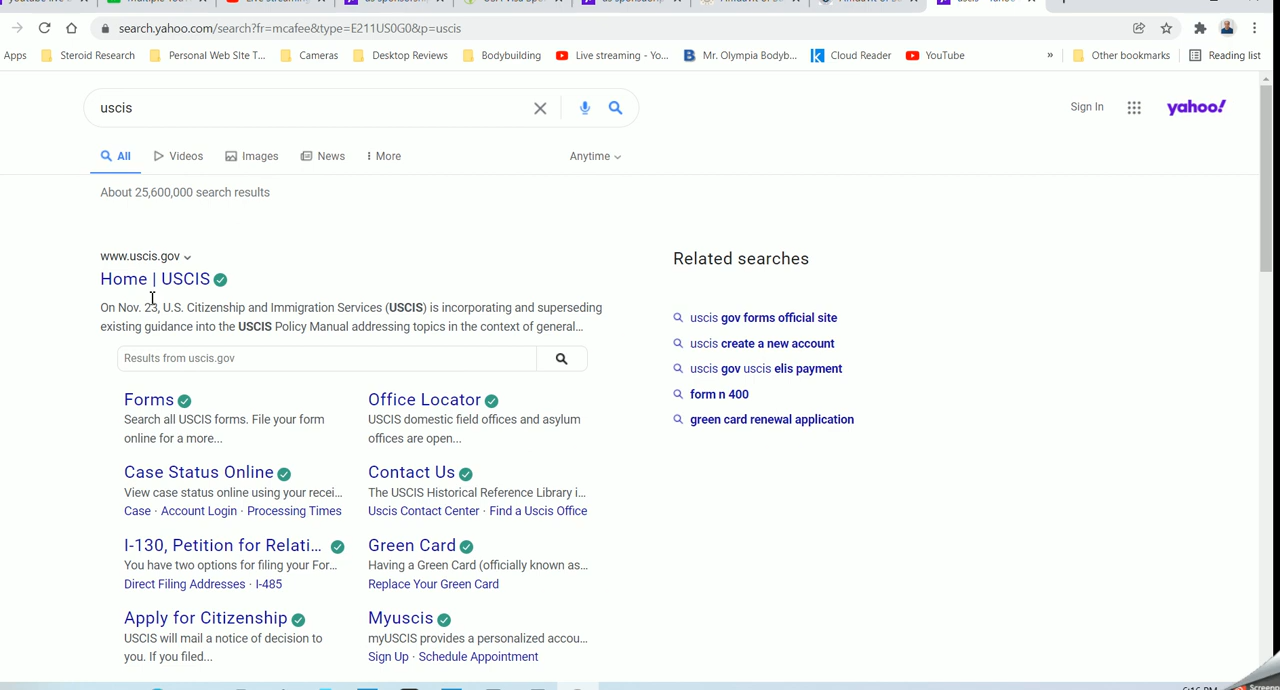 search.yahoo.com/search?fr=mcafee&type=E211US0G0&p=uscis
Apps Steroid Research Personal Web Site T... Cameras Desktop Reviews Bodybuilding Live streaming - Yo... Mr. Olympia Bodyb... Cloud Reader YouTube » Other bookmarks Reading list
uscis
Sign In
yahoo!
All Videos Images News More Anytime
About 25,600,000 search results
www.uscis.gov
Home | USCIS
On Nov. 23, U.S. Citizenship and Immigration Services (USCIS) is incorporating and superseding
existing guidance into the USCIS Policy Manual addressing topics in the context of general...
Results from uscis.gov
Forms
Search all USCIS forms. File your form
online for a more...
Office Locator
USCIS domestic field offices and asylum
offices are open...
Case Status Online
View case status online using your recei...
Case · Account Login · Processing Times
Contact Us
The USCIS Historical Reference Library i...
Uscis Contact Center · Find a Uscis Office
I-130, Petition for Relati...
You have two options for filing your For...
Direct Filing Addresses · I-485
Green Card
Having a Green Card (officially known as...
Replace Your Green Card
Apply for Citizenship
USCIS will mail a notice of decision to
you. If you filed...
Myuscis
myUSCIS provides a personalized accou...
Sign Up · Schedule Appointment
Related searches
uscis gov forms official site
uscis create a new account
uscis gov uscis elis payment
form n 400
green card renewal application